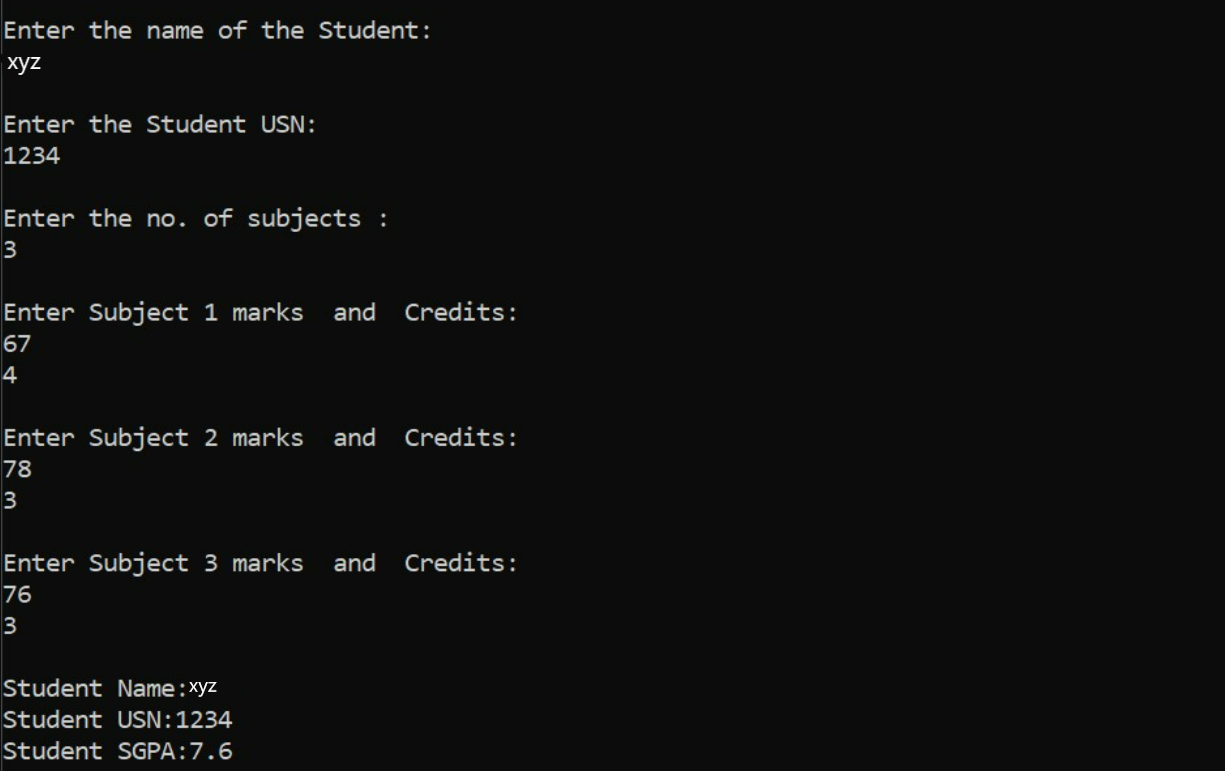 Enter the name of the Student:
xyz
Enter the Student USN:
1234
Enter the no. of subjects :
3
Enter Subject 1 marks  and  Credits:
67
4
Enter Subject 2 marks  and  Credits:
78
3
Enter Subject 3 marks  and  Credits:
76
3
Student Name:xyz
Student USN:1234
Student SGPA:7.6